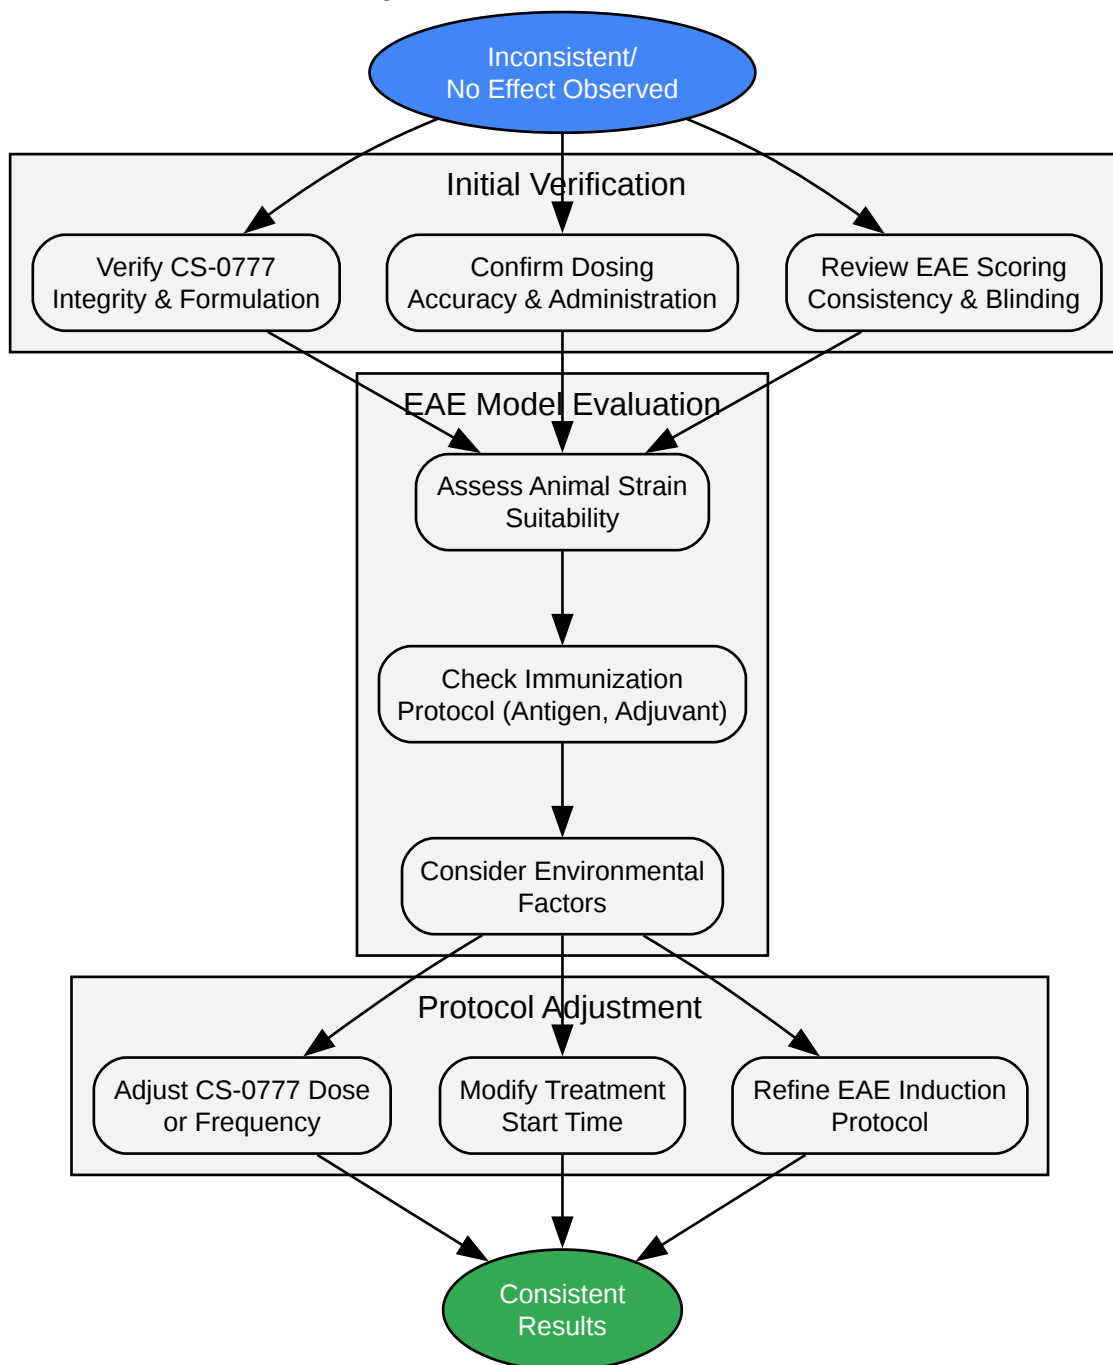 Inconsistent/
No Effect Observed
Initial Verification
Verify CS-0777
Integrity & Formulation
Confirm Dosing
Accuracy & Administration
Review EAE Scoring
Consistency & Blinding
EAE Model Evaluation
Assess Animal Strain
Suitability
Check Immunization
Protocol (Antigen, Adjuvant)
Consider Environmental
Factors
Protocol Adjustment
Adjust CS-0777 Dose
or Frequency
Modify Treatment
Start Time
Refine EAE Induction
Protocol
Consistent
Results